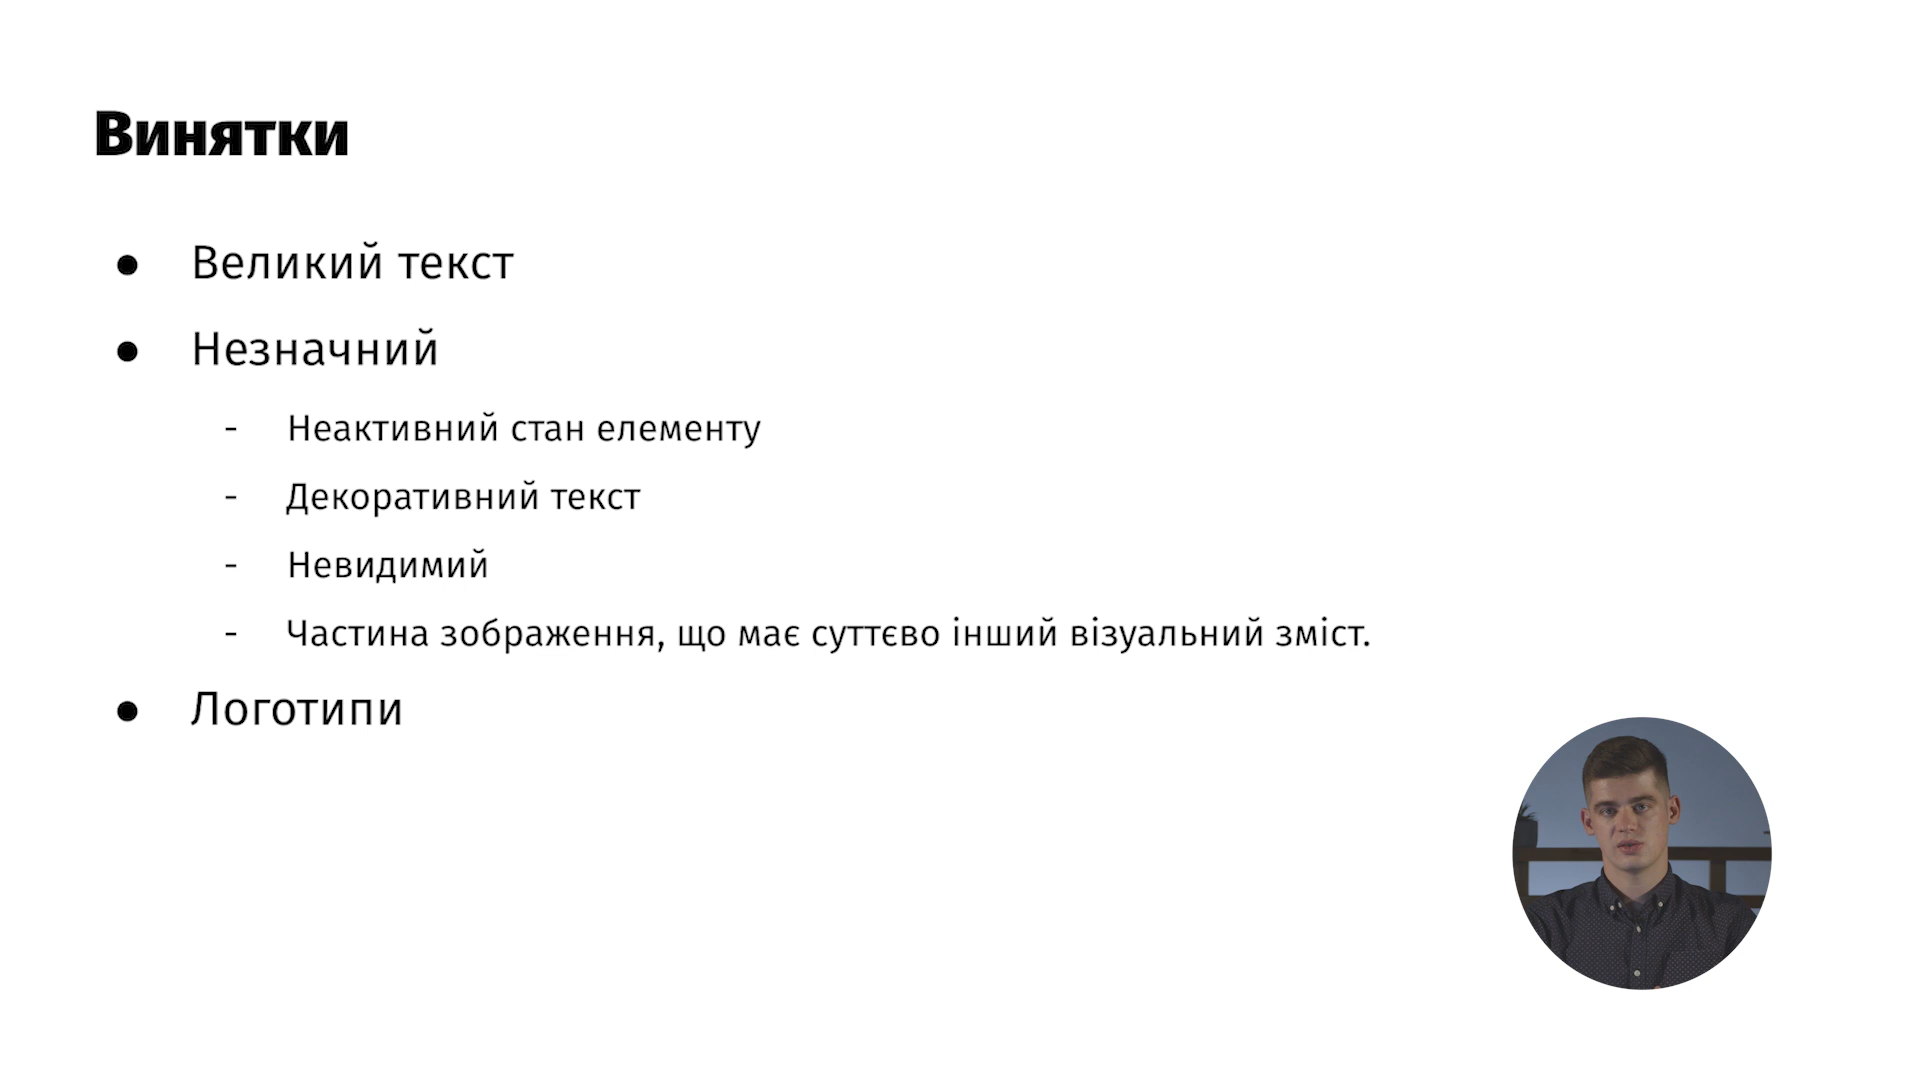 Винятки
● Великий текст
● Незначний
- Неактивний стан елементу
- Декоративний текст
- Невидимий
- Частина зображення, що має суттєво інший візуальний зміст.
● Логотипи